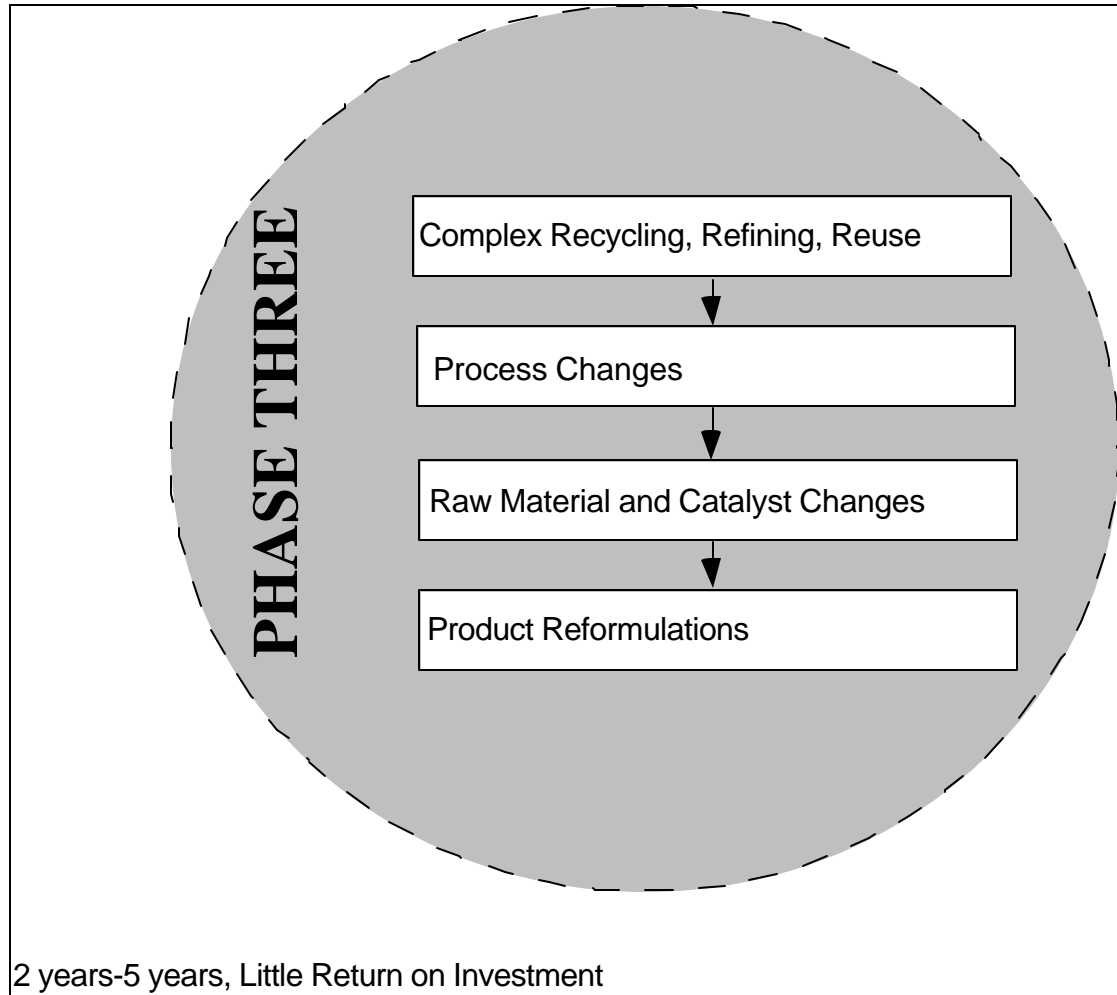 PHASE THREE
Complex Recycling, Refining, Reuse
Process Changes
Raw Material and Catalyst Changes
Product Reformulations
2 years-5 years, Little Return on Investment